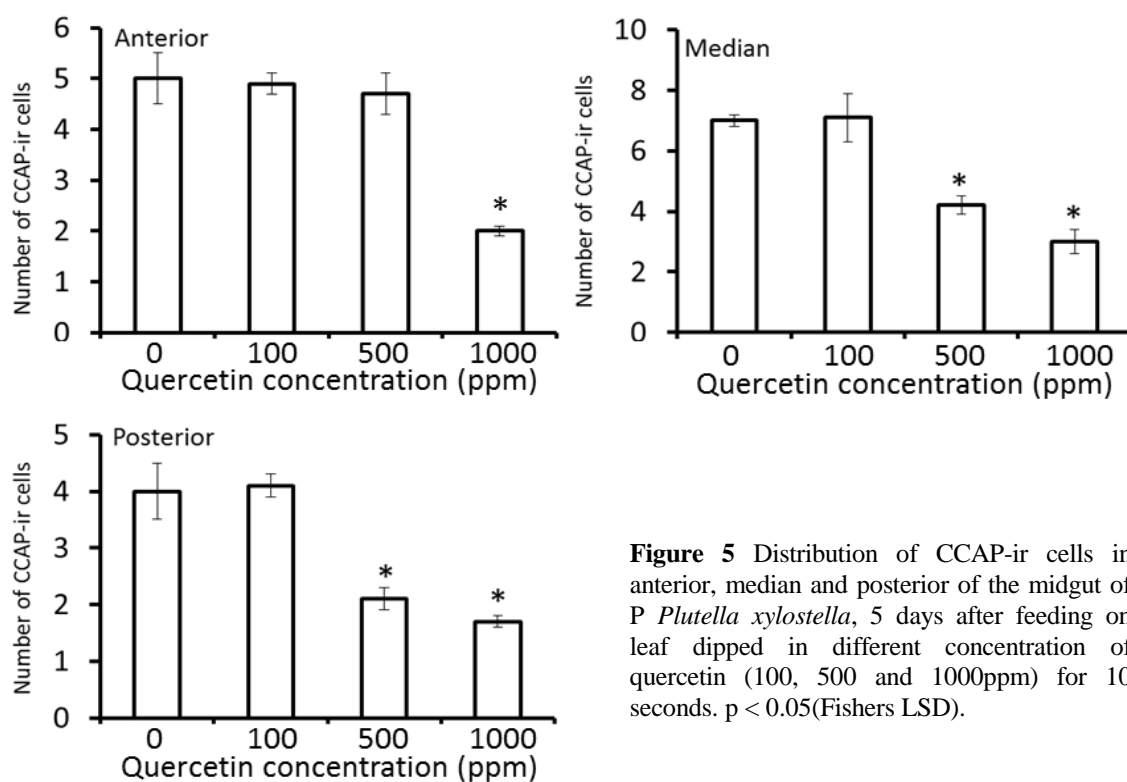 Anterior
Number of CCAP-ir cells
6
5
4
3
2
1
0
*
0 100 500 1000
Quercetin concentration (ppm)
Median
Number of CCAP-ir cells
10
8
6
4
2
0
*
*
0 100 500 1000
Quercetin concentration (ppm)
Posterior
Number of CCAP-ir cells
5
4
3
2
1
0
*
*
0 100 500 1000
Quercetin concentration (ppm)
Figure 5 Distribution of CCAP-ir cells in
anterior, median and posterior of the midgut of
P Plutella xylostella, 5 days after feeding on
leaf dipped in different concentration of
quercetin (100, 500 and 1000ppm) for 10
seconds. p < 0.05(Fishers LSD).